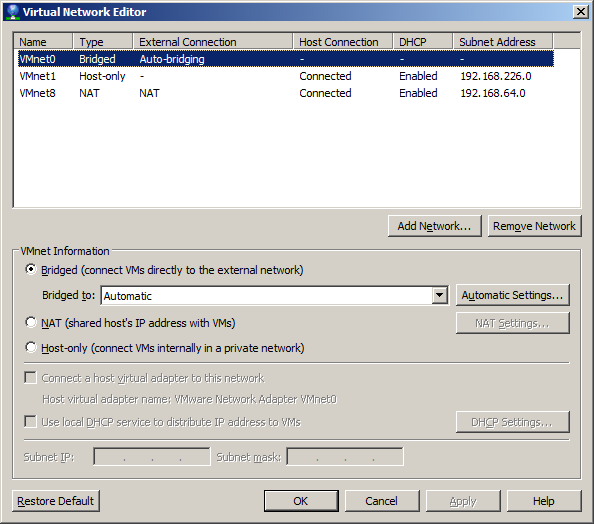 Virtual Network Editor
Name Type External Connection Host Connection DHCP Subnet Address
VMnet0 Bridged Auto-bridging - - -
VMnet1 Host-only - Connected Enabled 192.168.226.0
VMnet8 NAT NAT Connected Enabled 192.168.64.0
Add Network... Remove Network
VMnet Information
Bridged (connect VMs directly to the external network)
Bridged to: Automatic Automatic Settings...
NAT (shared host's IP address with VMs) NAT Settings...
Host-only (connect VMs internally in a private network)
Connect a host virtual adapter to this network
Host virtual adapter name: VMware Network Adapter VMnet0
Use local DHCP service to distribute IP address to VMs DHCP Settings...
Subnet IP: . . . Subnet mask: . . .
Restore Default OK Cancel Apply Help